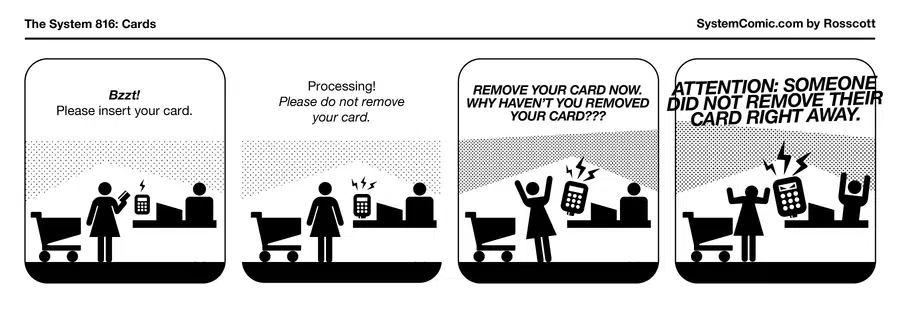 The System 816: Cards
SystemComic.com by Rosscott
Bzzt!
Please insert your card.
Processing!
Please do not remove
your card.
REMOVE YOUR CARD NOW.
WHY HAVEN'T YOU REMOVED
YOUR CARD???
ATTENTION: SOMEONE
DID NOT REMOVE THEIR
CARD RIGHT AWAY.